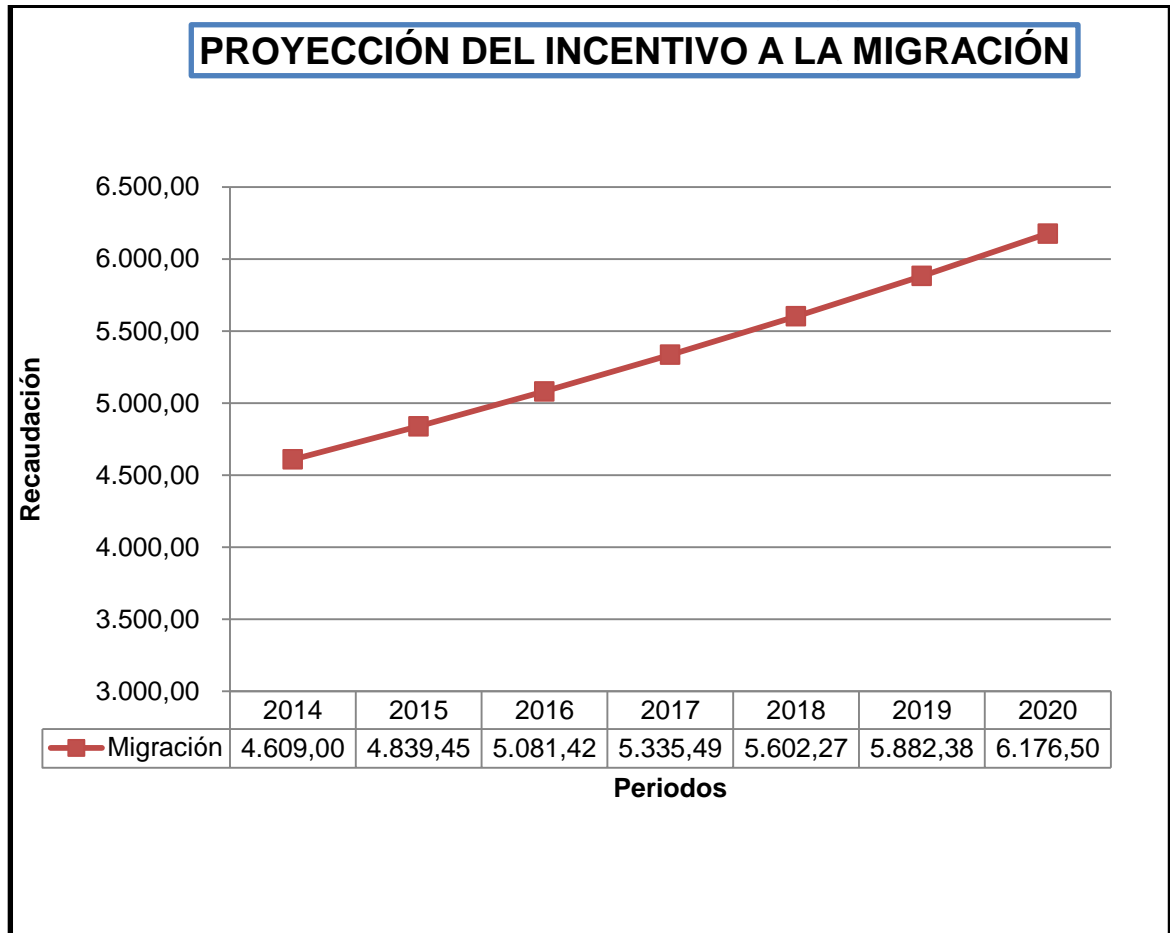 PROYECCIÓN DEL INCENTIVO A LA MIGRACIÓN
6.500,00
6.000,00
5.500,00
5.000,00
4.500,00
4.000,00
3.500,00
3.000,00
Recaudación
2014 2015 2016 2017 2018 2019 2020
Migración 4.609,00 4.839,45 5.081,42 5.335,49 5.602,27 5.882,38 6.176,50
Periodos